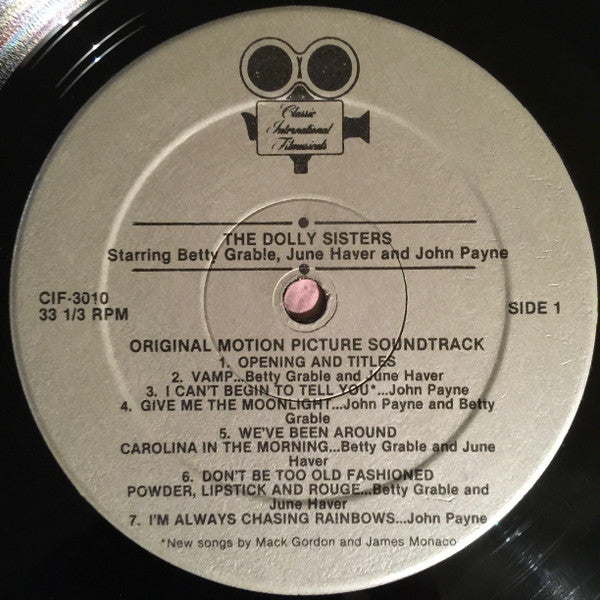 Classic
International
Filmusicals
THE DOLLY SISTERS
Starring Betty Grable, June Haver and John Payne
CIF-3010
33 1/3 RPM
SIDE 1
ORIGINAL MOTION PICTURE SOUNDTRACK
1. OPENING AND TITLES
2. VAMP...Betty Grable and June Haver
3. I CAN'T BEGIN TO TELL YOU*...John Payne
4. GIVE ME THE MOONLIGHT...John Payne and Betty
Grable
5. WE'VE BEEN AROUND
CAROLINA IN THE MORNING...Betty Grable and June
Haver
6. DON'T BE TOO OLD FASHIONED
POWDER, LIPSTICK AND ROUGE...Betty Grable and
June Haver
7. I'M ALWAYS CHASING RAINBOWS...John Payne
*New songs by Mack Gordon and James Monaco